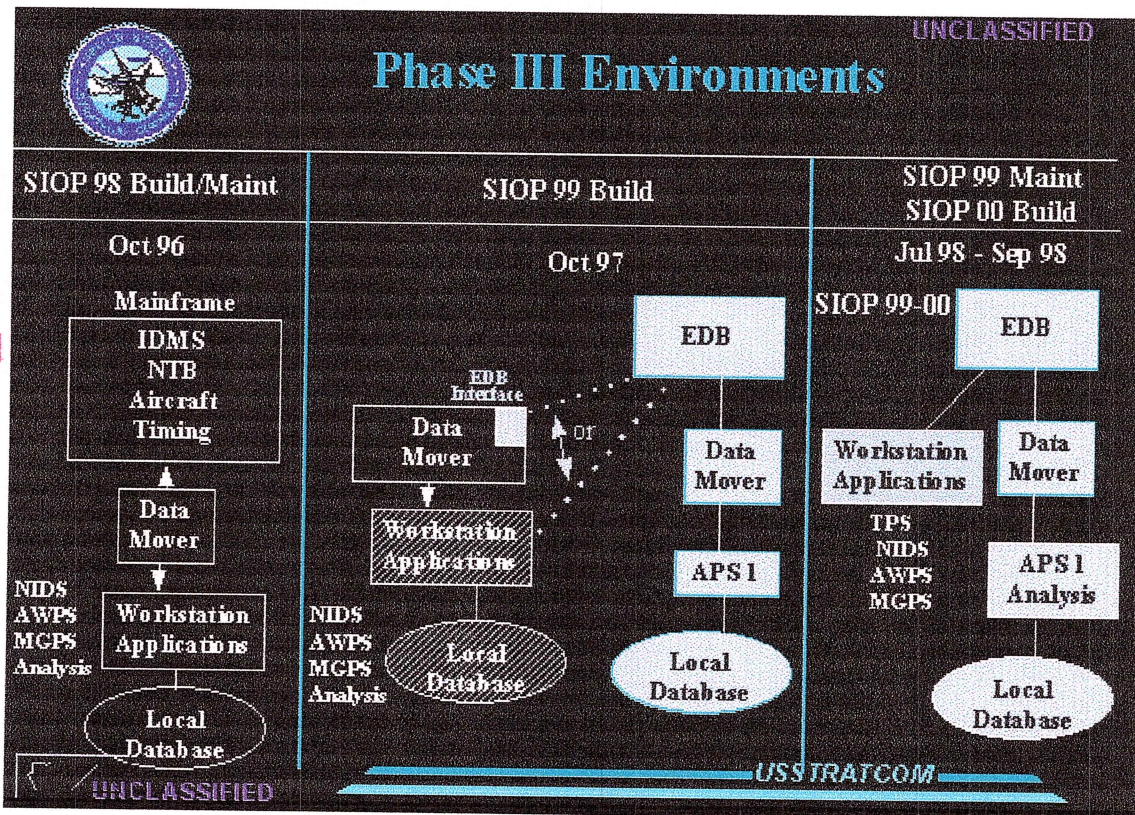 UNCLASSIFIED
Phase III Environments
SIOP 98 Build/Maint
Oct 96
Mainframe
IDMS
NTB
Aircraft
Timing
Data
Mover
NIDS
AWPS
MGPS
Analysis
Workstation
Applications
Local
Database
SIOP 99 Build
Oct 97
EDB
EDB
Interface
or
Data
Mover
Workstation
Applications
NIDS
AWPS
MGPS
Analysis
Local
Database
Data
Mover
APS 1
Local
Database
SIOP 99 Maint
SIOP 00 Build
Jul 98 - Sep 98
SIOP 99-00
EDB
Workstation
Applications
TPS
NIDS
AWPS
MGPS
Data
Mover
APS 1
Analysis
Local
Database
UNCLASSIFIED
USSTRATCOM